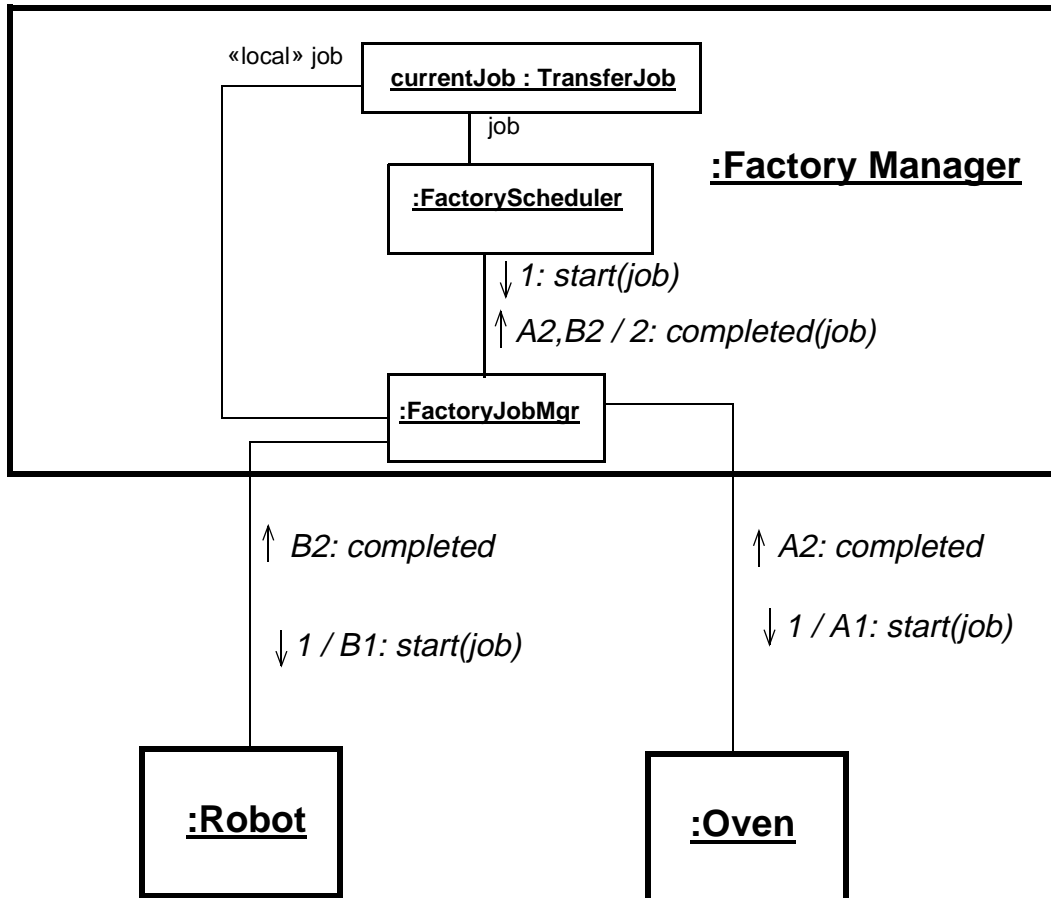 «local» job
currentJob : TransferJob
job
:Factory Manager
:FactoryScheduler
1: start(job)
A2,B2 / 2: completed(job)
:FactoryJobMgr
B2: completed
A2: completed
1 / B1: start(job)
1 / A1: start(job)
:Robot
:Oven